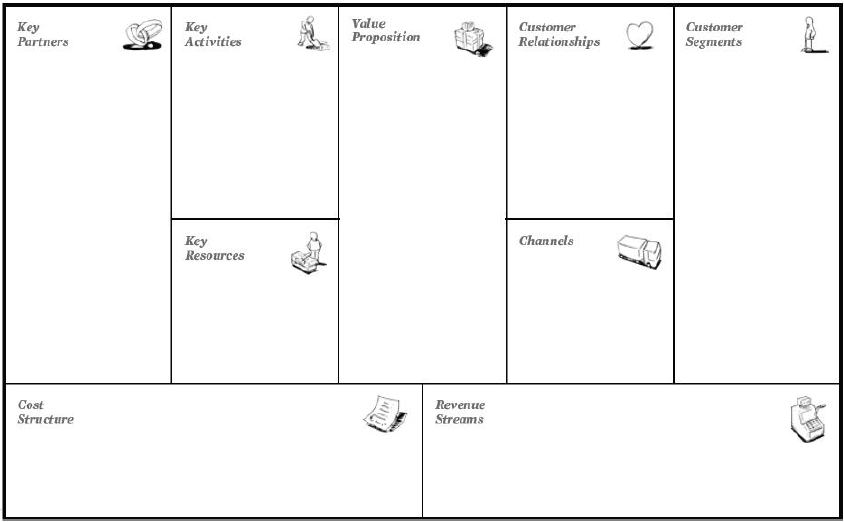 Key
Partners
Key
Activities
Value
Proposition
Customer
Relationships
Customer
Segments
Key
Resources
Channels
Cost
Structure
Revenue
Streams